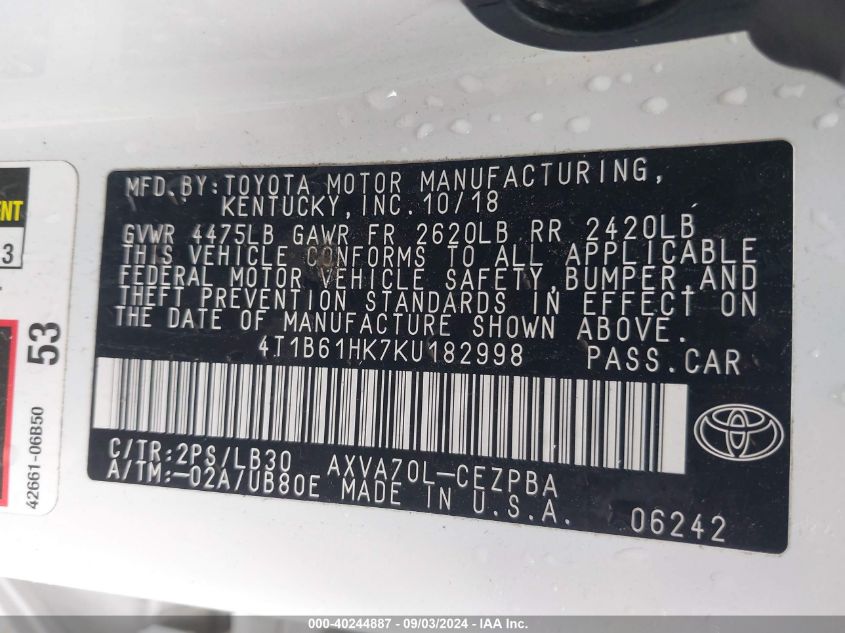 MFD. BY: TOYOTA MOTOR MANUFACTURING,
KENTUCKY, INC. 10/18
GVWR 4475LB GAWR FR 2620LB RR 2420LB
THIS VEHICLE CONFORMS TO ALL APPLICABLE
FEDERAL MOTOR VEHICLE SAFETY, BUMPER, AND
THEFT PREVENTION STANDARDS IN EFFECT ON
THE DATE OF MANUFACTURE SHOWN ABOVE.
4T1B61HK7KU182998 PASS.CAR
C/TR:2PS/LB30 AXVA70L-CEZPBA
A/TM:-02A/UB80E MADE IN U.S.A. 06242
53
42661-06B50
000-40244887 - 09/03/2024 - IAA Inc.